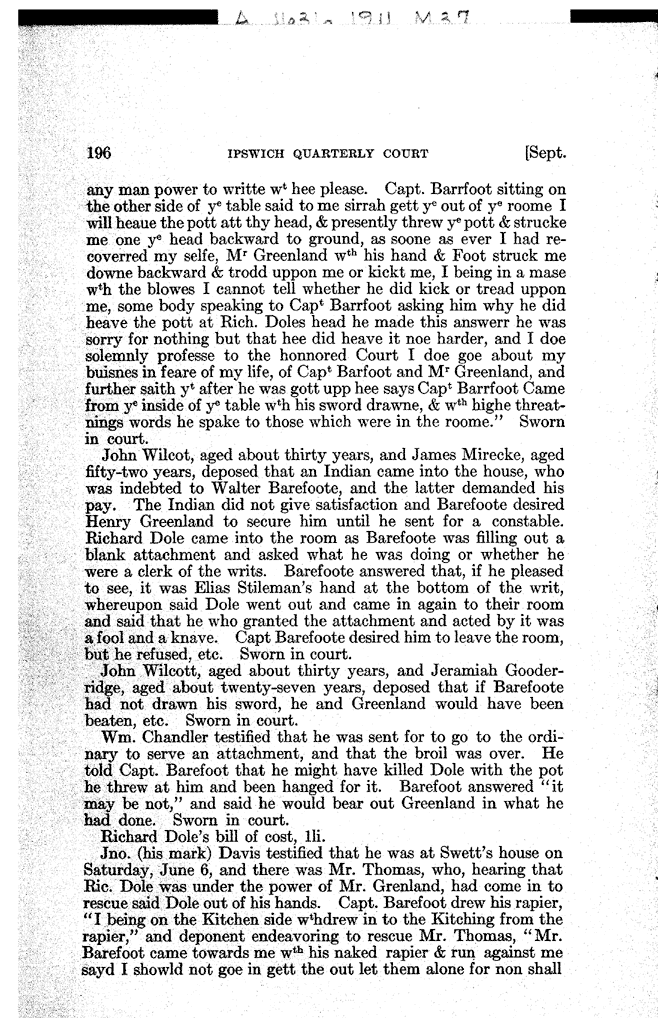 A 1911 M37
196 IPSWICH QUARTERLY COURT [Sept.
any man power to writte wᵗ hee please. Capt. Barrfoot sitting on
the other side of yᵉ table said to me sirrah gett yᵉ out of yᵉ roome I
will heaue the pott att thy head, & presently threw yᵉ pott & strucke
me one yᵉ head backward to ground, as soone as ever I had re-
coverred my selfe, Mʳ Greenland wᵗʰ his hand & Foot struck me
downe backward & trodd uppon me or kickt me, I being in a mase
wᵗh the blowes I cannot tell whether he did kick or tread uppon
me, some body speaking to Capᵗ Barrfoot asking him why he did
heave the pott at Rich. Doles head he made this answerr he was
sorry for nothing but that hee did heave it noe harder, and I doe
solemnly professe to the honnored Court I doe goe about my
buisnes in feare of my life, of Capᵗ Barfoot and Mʳ Greenland, and
further saith yᵗ after he was gott upp hee says Capᵗ Barrfoot Came
from yᵉ inside of yᵉ table wᵗh his sword drawne, & wᵗʰ highe threat-
nings words he spake to those which were in the roome.” Sworn
in court.
John Wilcot, aged about thirty years, and James Mirecke, aged
fifty-two years, deposed that an Indian came into the house, who
was indebted to Walter Barefoote, and the latter demanded his
pay. The Indian did not give satisfaction and Barefoote desired
Henry Greenland to secure him until he sent for a constable.
Richard Dole came into the room as Barefoote was filling out a
blank attachment and asked what he was doing or whether he
were a clerk of the writs. Barefoote answered that, if he pleased
to see, it was Elias Stileman’s hand at the bottom of the writ,
whereupon said Dole went out and came in again to their room
and said that he who granted the attachment and acted by it was
a fool and a knave. Capt Barefoote desired him to leave the room,
but he refused, etc. Sworn in court.
John Wilcott, aged about thirty years, and Jeramiah Gooder-
ridge, aged about twenty-seven years, deposed that if Barefoote
had not drawn his sword, he and Greenland would have been
beaten, etc. Sworn in court.
Wm. Chandler testified that he was sent for to go to the ordi-
nary to serve an attachment, and that the broil was over. He
told Capt. Barefoot that he might have killed Dole with the pot
he threw at him and been hanged for it. Barefoot answered “it
may be not,” and said he would bear out Greenland in what he
had done. Sworn in court.
Richard Dole’s bill of cost, 1li.
Jno. (his mark) Davis testified that he was at Swett’s house on
Saturday, June 6, and there was Mr. Thomas, who, hearing that
Ric. Dole was under the power of Mr. Grenland, had come in to
rescue said Dole out of his hands. Capt. Barefoot drew his rapier,
“I being on the Kitchen side wᵗhdrew in to the Kitching from the
rapier,” and deponent endeavoring to rescue Mr. Thomas, “Mr.
Barefoot came towards me wᵗʰ his naked rapier & run against me
sayd I showld not goe in gett the out let them alone for non shall